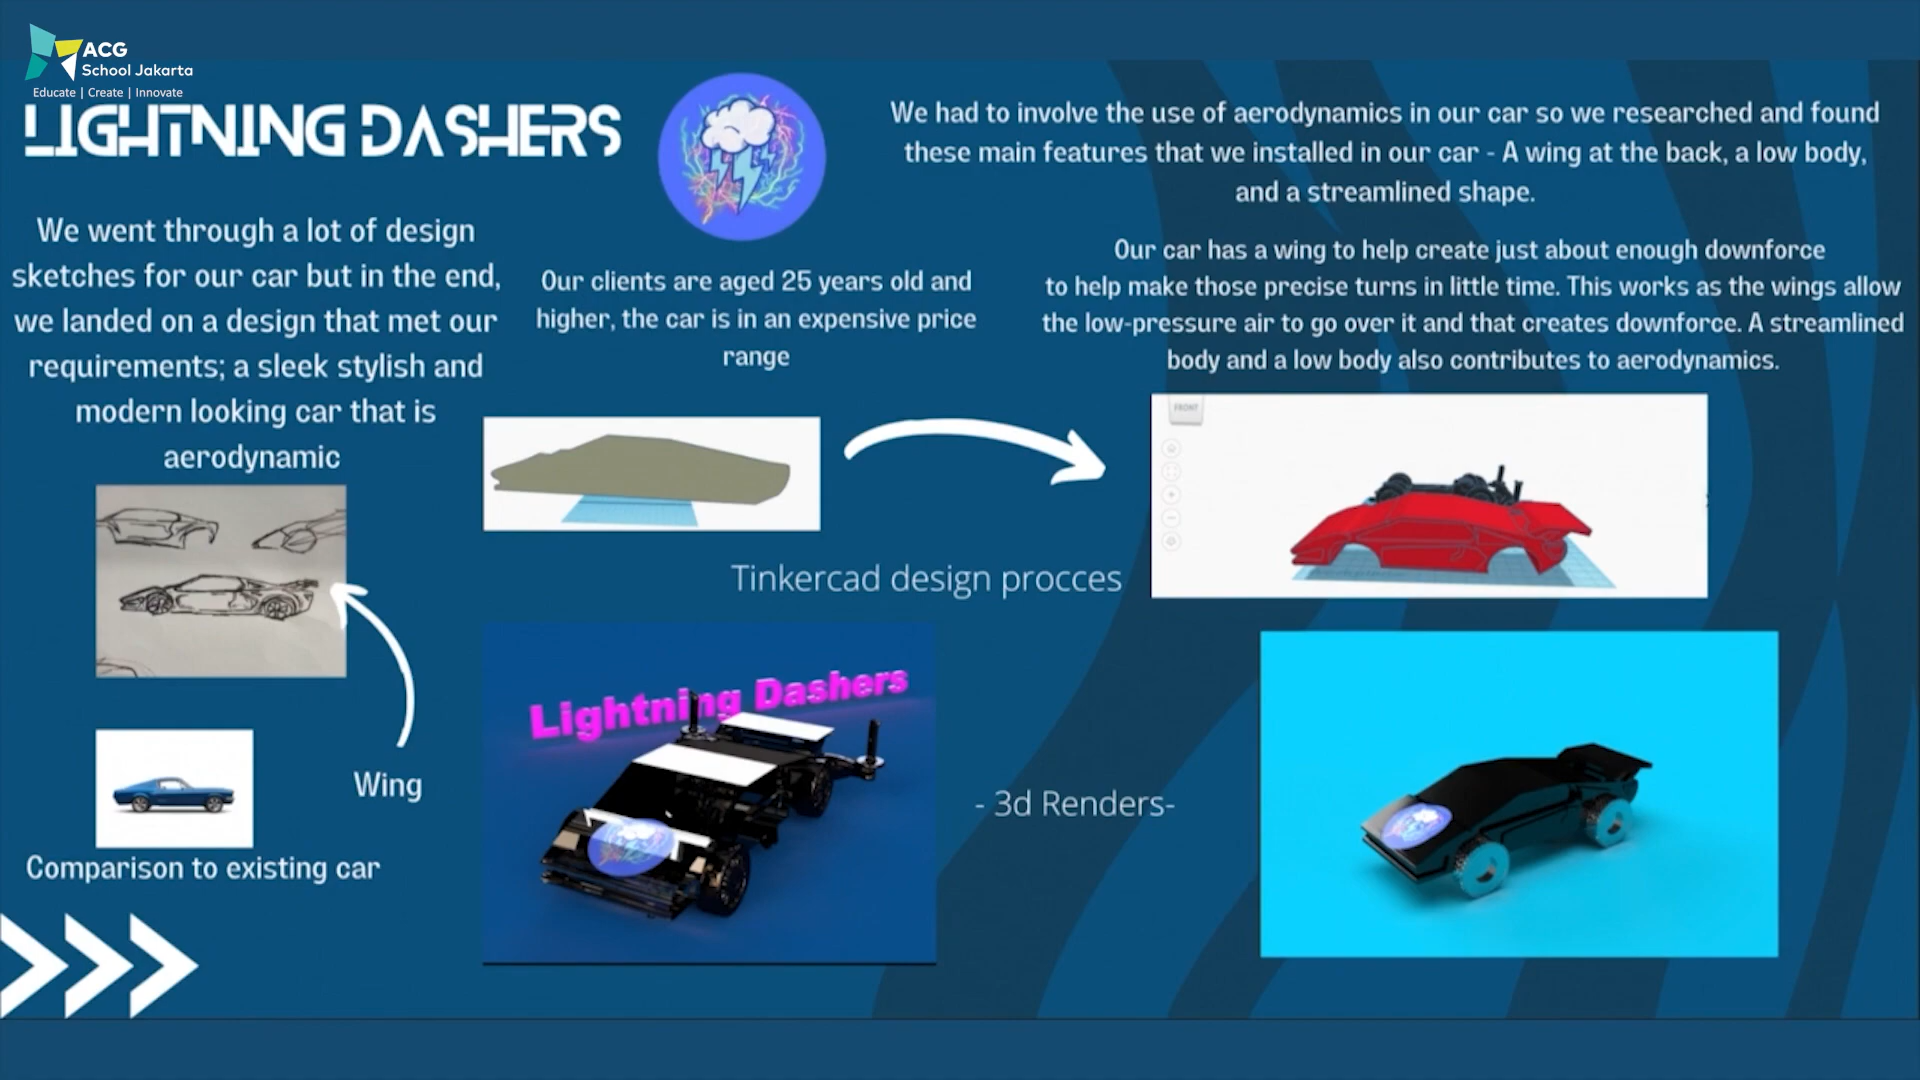 ACG
School Jakarta
Educate | Create | Innovate
LIGHTNING DASHERS
We went through a lot of design
sketches for our car but in the end,
we landed on a design that met our
requirements; a sleek stylish and
modern looking car that is
aerodynamic
Our clients are aged 25 years old and
higher, the car is in an expensive price
range
We had to involve the use of aerodynamics in our car so we researched and found
these main features that we installed in our car - A wing at the back, a low body,
and a streamlined shape.
Our car has a wing to help create just about enough downforce
to help make those precise turns in little time. This works as the wings allow
the low-pressure air to go over it and that creates downforce. A streamlined
body and a low body also contributes to aerodynamics.
FRONT
Tinkercad design procces
Lightning Dashers
Wing
- 3d Renders-
Comparison to existing car